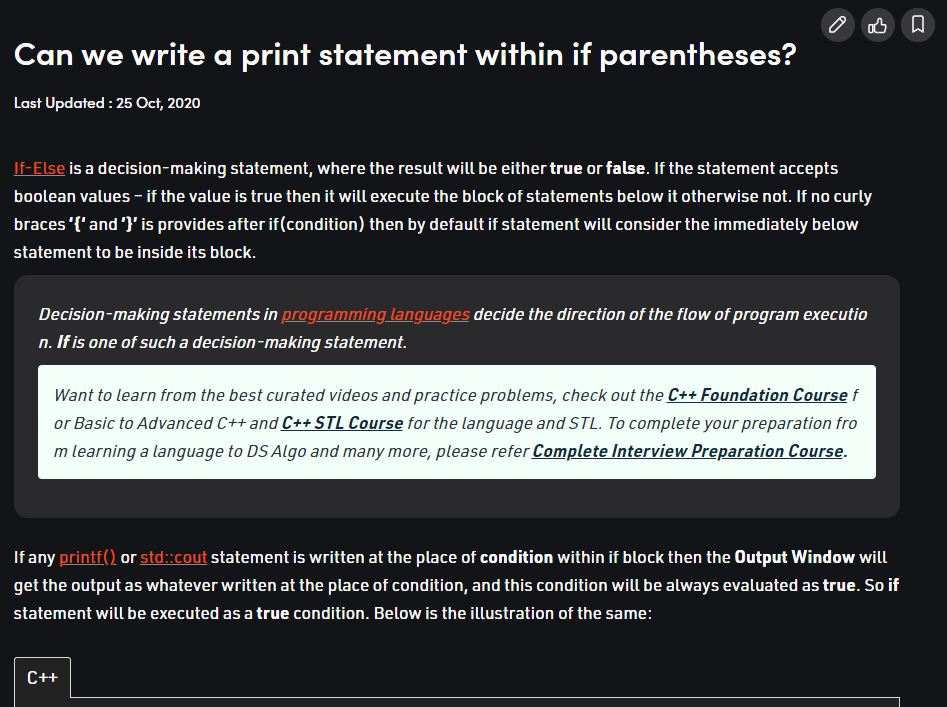 Can we write a print statement within if parentheses?
Last Updated : 25 Oct, 2020
If-Else is a decision-making statement, where the result will be either true or false. If the statement accepts
boolean values – if the value is true then it will execute the block of statements below it otherwise not. If no curly
braces ‘{‘ and ‘}’ is provides after if(condition) then by default if statement will consider the immediately below
statement to be inside its block.
Decision-making statements in programming languages decide the direction of the flow of program executio
n. If is one of such a decision-making statement.
Want to learn from the best curated videos and practice problems, check out the C++ Foundation Course f
or Basic to Advanced C++ and C++ STL Course for the language and STL. To complete your preparation fro
m learning a language to DS Algo and many more, please refer Complete Interview Preparation Course.
If any printf() or std::cout statement is written at the place of condition within if block then the Output Window will
get the output as whatever written at the place of condition, and this condition will be always evaluated as true. So if
statement will be executed as a true condition. Below is the illustration of the same:
C++